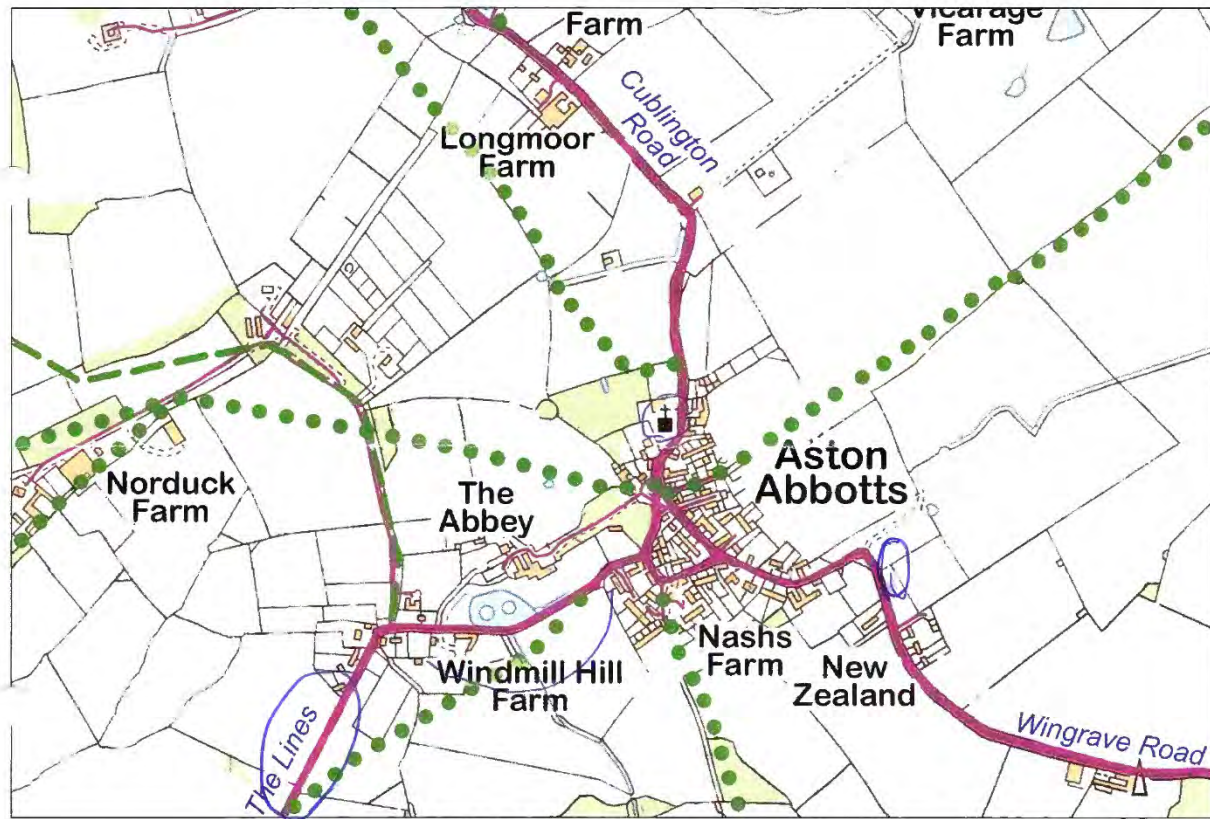 Farm
Vicarage
Farm
Cublington
Road
Longmoor
Farm
Aston
Abbotts
Norduck
Farm
The
Abbey
Nashs
Farm
New
Zealand
Windmill Hill
Farm
The Lines
Wingrave Road